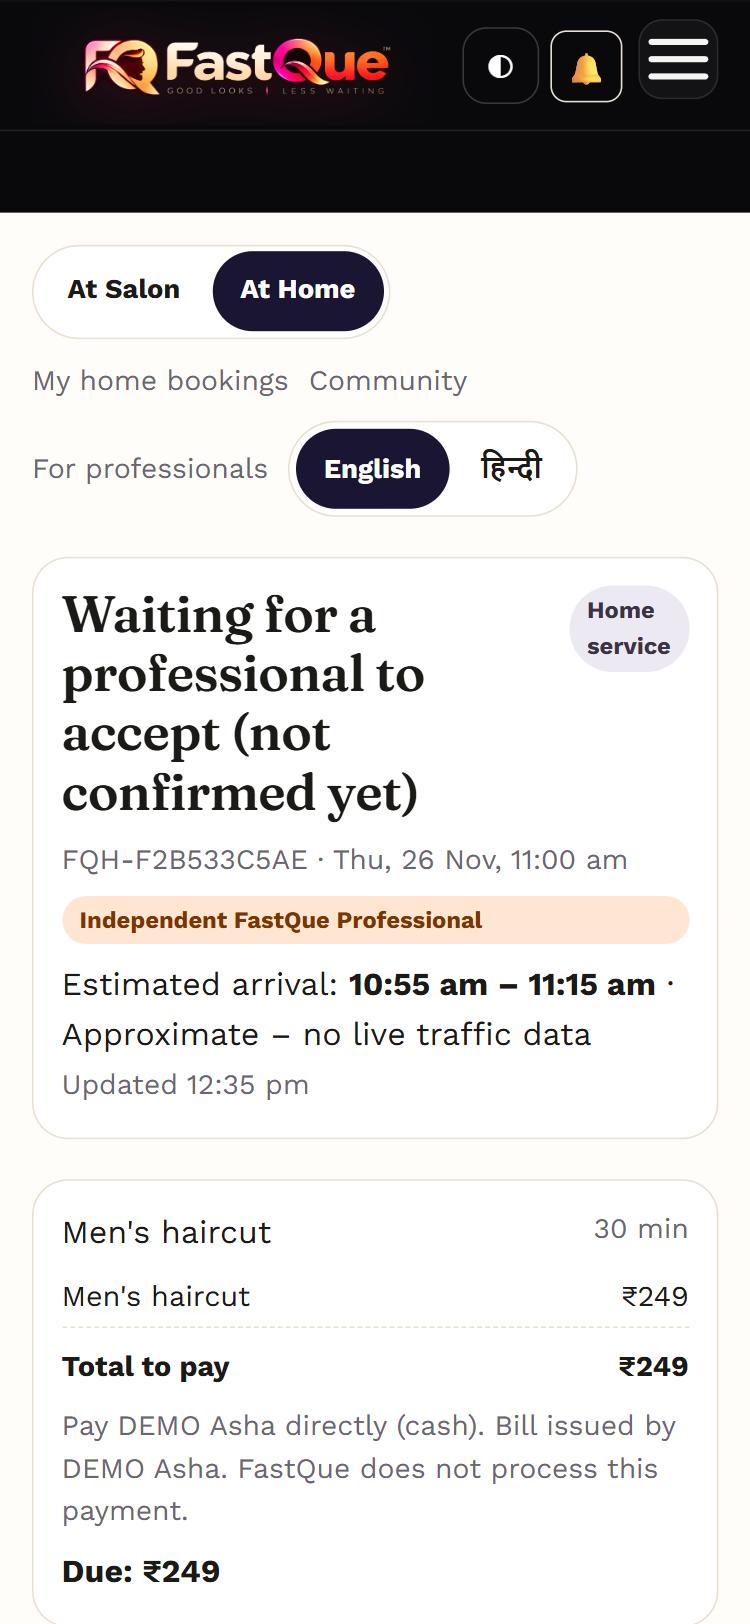 FastQue™
GOOD LOOKS | LESS WAITING
At Salon At Home
My home bookings Community
For professionals English हिन्दी
Waiting for a
professional to
accept (not
confirmed yet)
Home
service
FQH-F2B533C5AE · Thu, 26 Nov, 11:00 am
Independent FastQue Professional
Estimated arrival: 10:55 am – 11:15 am ·
Approximate – no live traffic data
Updated 12:35 pm
Men's haircut 30 min
Men's haircut ₹249
Total to pay ₹249
Pay DEMO Asha directly (cash). Bill issued by
DEMO Asha. FastQue does not process this
payment.
Due: ₹249